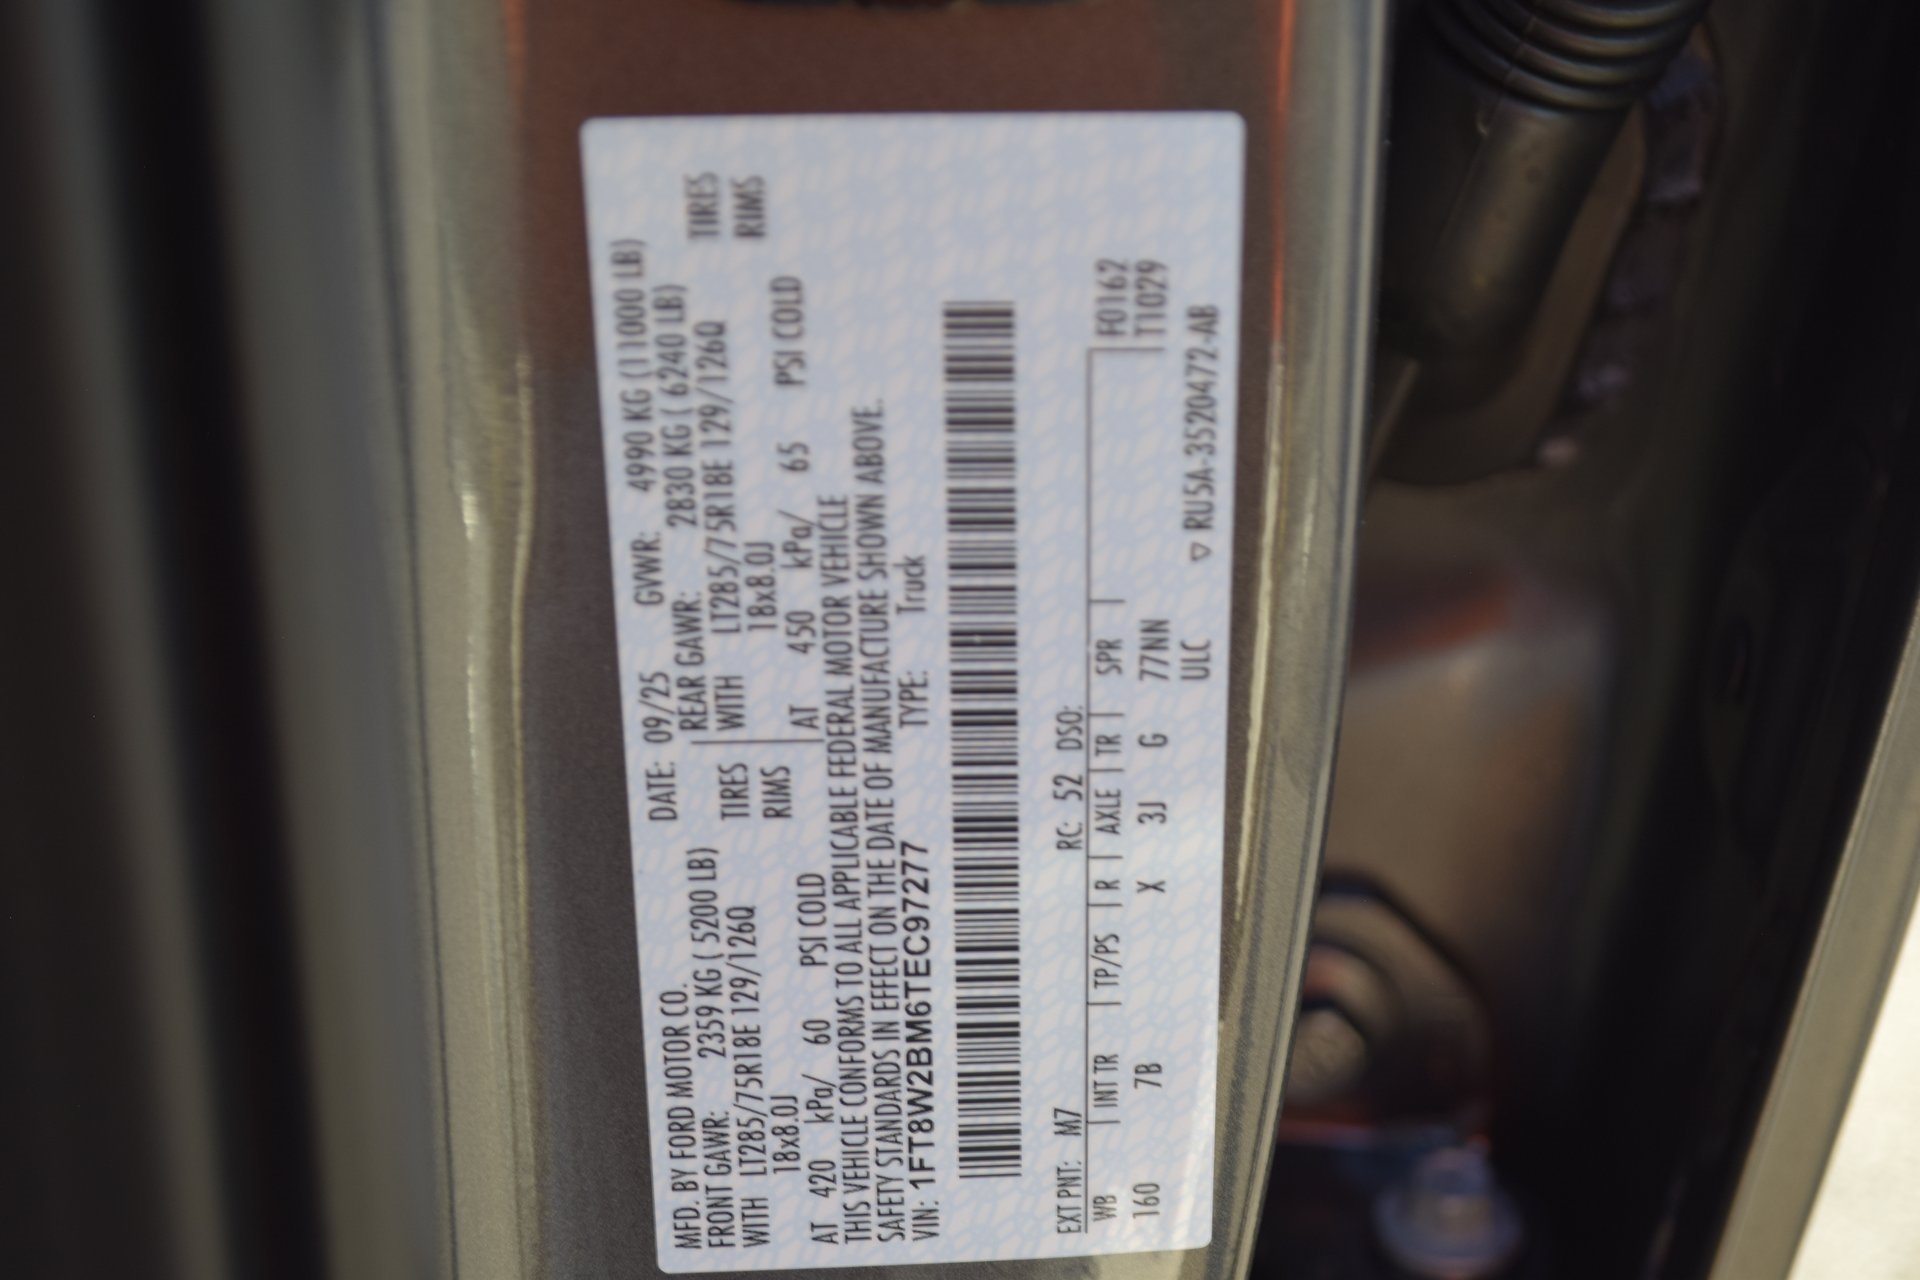 MFD. BY FORD MOTOR CO. DATE: 09/25 GVWR: 4990 KG (11000 LB)
FRONT GAWR: 2359 KG ( 5200 LB) REAR GAWR: 2830 KG ( 6240 LB)
WITH LT285/75R18E 129/126Q TIRES WITH LT285/75R18E 129/126Q TIRES
18x8.0J RIMS 18x8.0J RIMS
AT 420 kPa/ 60 PSI COLD AT 450 kPa/ 65 PSI COLD
THIS VEHICLE CONFORMS TO ALL APPLICABLE FEDERAL MOTOR VEHICLE
SAFETY STANDARDS IN EFFECT ON THE DATE OF MANUFACTURE SHOWN ABOVE.
VIN: 1FT8W2BM6TEC97277 TYPE: Truck
EXT PNT: M7 RC: 52 DSO:
WB INT TR TP/PS R AXLE TR SPR F0162
160 7B X 3J G 77NN T1029
ULC ▽ RU5A-3520472-AB